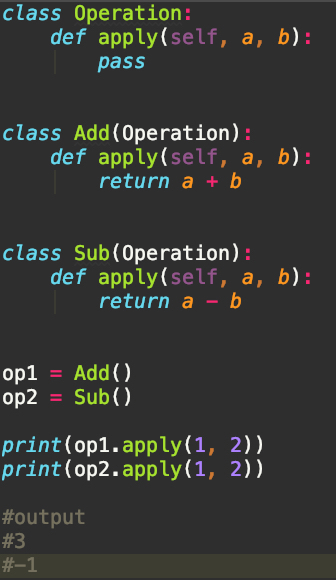 class Operation:
    def apply(self, a, b):
        pass


class Add(Operation):
    def apply(self, a, b):
        return a + b


class Sub(Operation):
    def apply(self, a, b):
        return a - b


op1 = Add()
op2 = Sub()

print(op1.apply(1, 2))
print(op2.apply(1, 2))

#output
#3
#-1